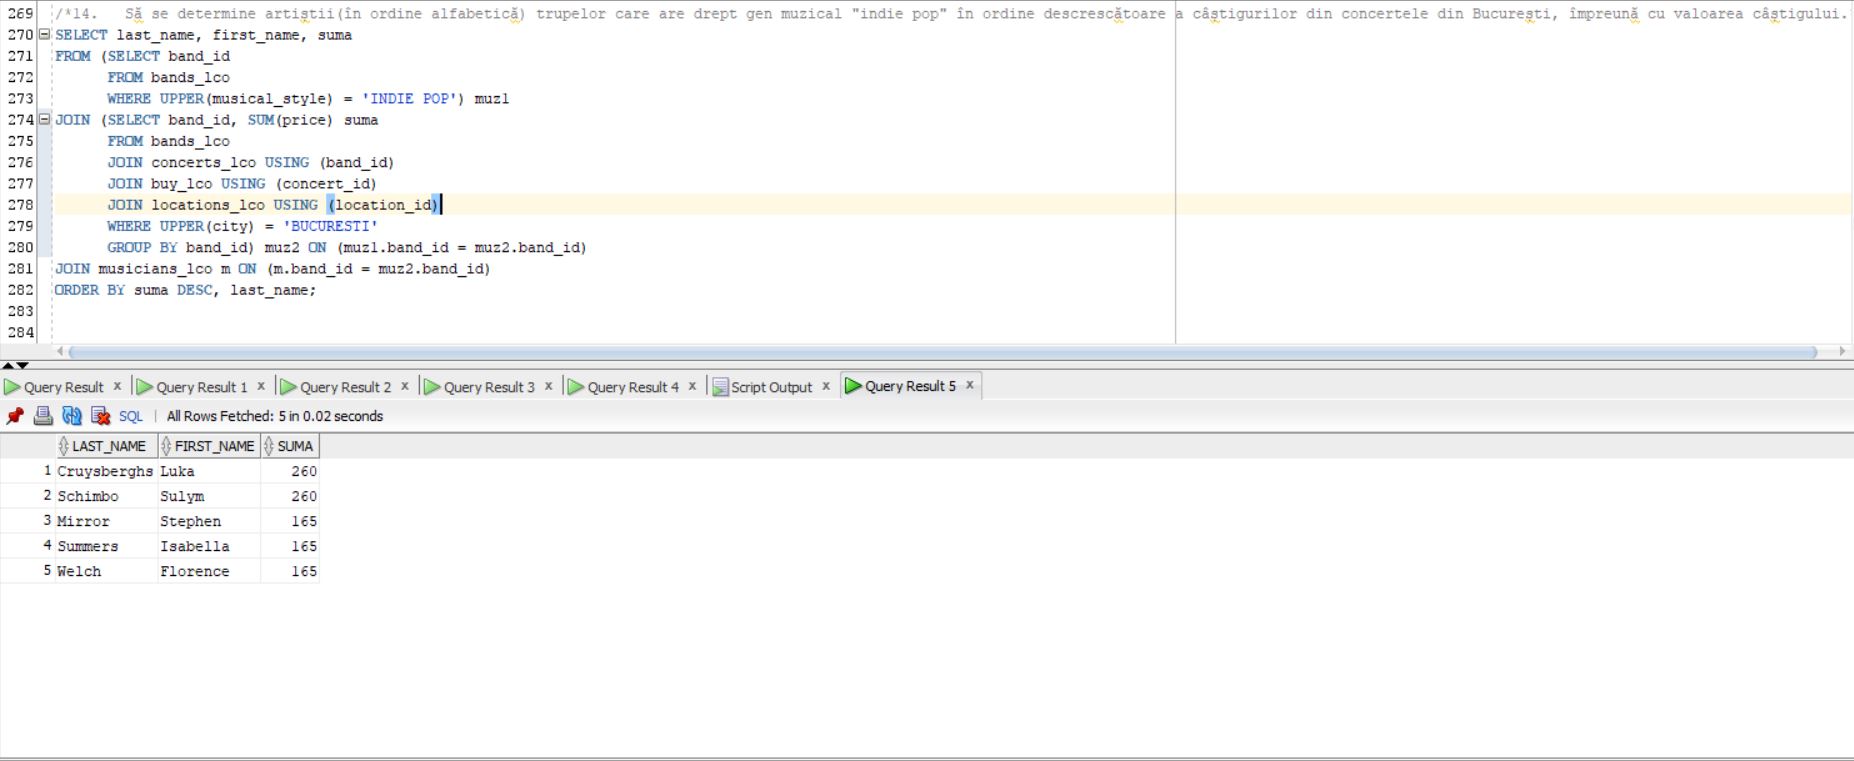 269 /*14. Să se determine artiștii(în ordine alfabetică) trupelor care are drept gen muzical "indie pop" în ordine descrescătoare a câștigurilor din concertele din București, împreună cu valoarea câștigului.
270 SELECT last_name, first_name, suma
271 FROM (SELECT band_id
272 FROM bands_lco
273 WHERE UPPER(musical_style) = 'INDIE POP') muz1
274 JOIN (SELECT band_id, SUM(price) suma
275 FROM bands_lco
276 JOIN concerts_lco USING (band_id)
277 JOIN buy_lco USING (concert_id)
278 JOIN locations_lco USING (location_id)
279 WHERE UPPER(city) = 'BUCURESTI'
280 GROUP BY band_id) muz2 ON (muz1.band_id = muz2.band_id)
281 JOIN musicians_lco m ON (m.band_id = muz2.band_id)
282 ORDER BY suma DESC, last_name;
283
284
Query Result x Query Result 1 x Query Result 2 x Query Result 3 x Query Result 4 x Script Output x Query Result 5 x
SQL | All Rows Fetched: 5 in 0.02 seconds
LAST_NAME FIRST_NAME SUMA
1 Cruysberghs Luka 260
2 Schimbo Sulym 260
3 Mirror Stephen 165
4 Summers Isabella 165
5 Welch Florence 165